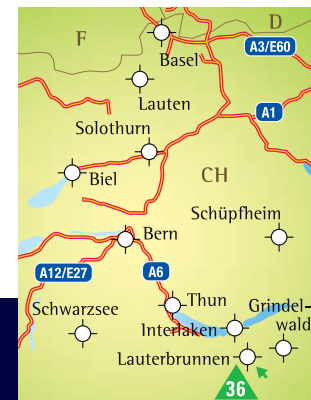 F
D
Basel
A3/E60
Lauten
A1
Solothurn
Biel
CH
Schüpfheim
Bern
A12/E27
A6
Schwarzsee
Thun
Grindel-
wald
Interlaken
Lauterbrunnen
36